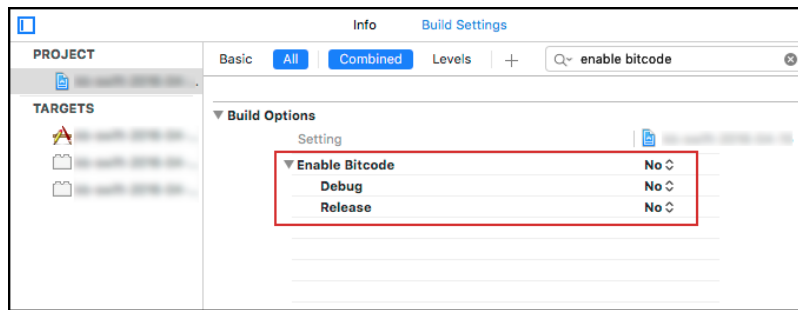 Info Build Settings
PROJECT
Basic All Combined Levels + enable bitcode
TARGETS
Build Options
Setting
Enable Bitcode No
Debug No
Release No